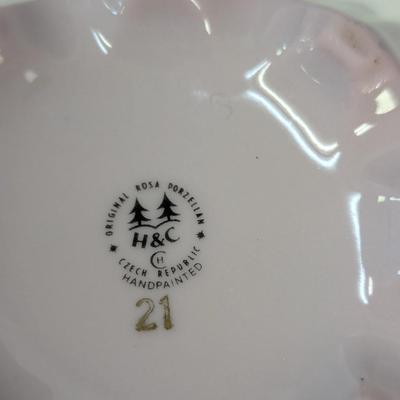 ORIGINAL ROSA PORZELLAN
H&C
CH
CZECH REPUBLIC
HANDPAINTED
21